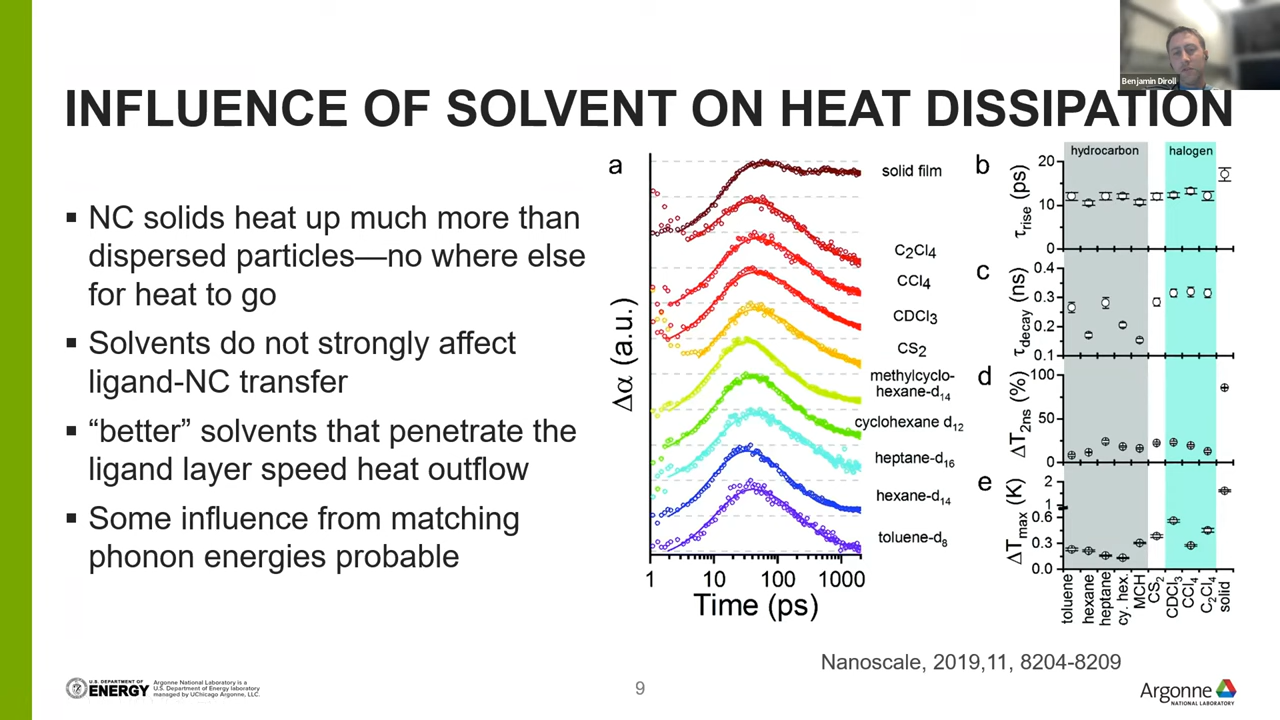 Benjamin Diroll
INFLUENCE OF SOLVENT ON HEAT DISSIPATION
▪ NC solids heat up much more than
dispersed particles—no where else
for heat to go
▪ Solvents do not strongly affect
ligand-NC transfer
▪ “better” solvents that penetrate the
ligand layer speed heat outflow
▪ Some influence from matching
phonon energies probable
a
Δα (a.u.)
solid film
C₂Cl₄
CCl₄
CDCl₃
CS₂
methylcyclo-
hexane-d₁₄
cyclohexane d₁₂
heptane-d₁₆
hexane-d₁₄
toluene-d₈
1 10 100 1000
Time (ps)
hydrocarbon halogen
b
τrise (ps)
20
10
0
c
τdecay (ns)
0.4
0.3
0.2
0.1
d
ΔT2ns (%)
100
50
0
e
ΔTmax (K)
2
1
0.6
0.3
0.0
toluene
hexane
heptane
cy. hex.
MCH
CS₂
CDCl₃
CCl₄
C₂Cl₄
solid
Nanoscale, 2019,11, 8204-8209
U.S. DEPARTMENT OF
ENERGY
Argonne National Laboratory is a
U.S. Department of Energy laboratory
managed by UChicago Argonne, LLC.
9
Argonne
NATIONAL LABORATORY